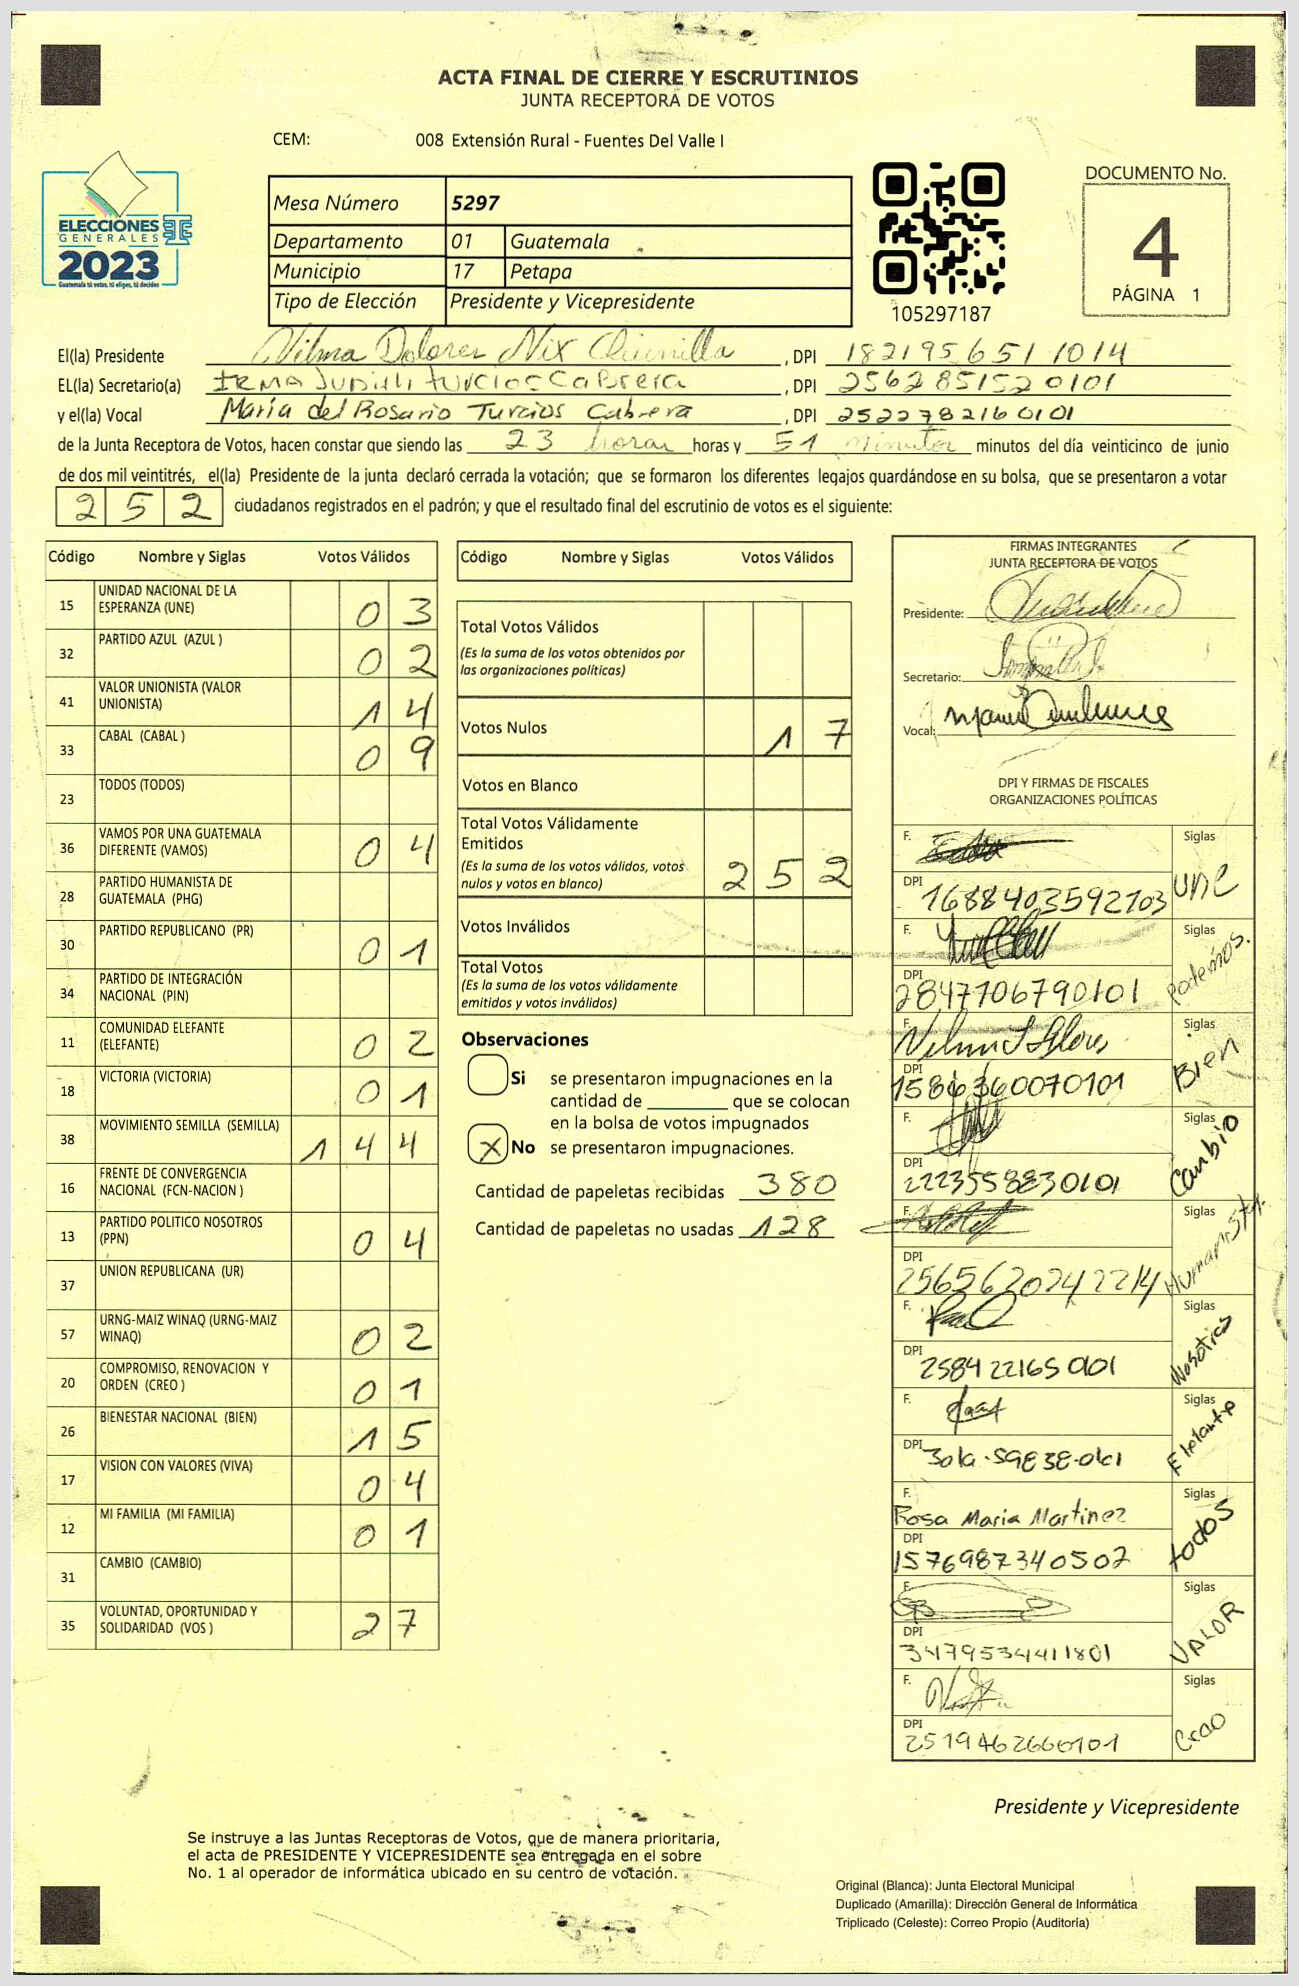 ACTA FINAL DE CIERRE Y ESCRUTINIOS
JUNTA RECEPTORA DE VOTOS
CEM: 008 Extensión Rural - Fuentes Del Valle I
ELECCIONES
GENERALES
2023
Guatemala tú votas, tú eliges, tú decides
Mesa Número 5297
Departamento 01 Guatemala
Municipio 17 Petapa
Tipo de Elección Presidente y Vicepresidente
105297187
DOCUMENTO No.
4
PÁGINA 1
El(la) Presidente Vilma Dolores Nix, DPI 1821956511014
EL(la) Secretario(a) IRMA Judith Turcios Cabrera, DPI 2562851520101
y el(la) Vocal María del Rosario Turcios Cabrera, DPI 2522782160101
de la Junta Receptora de Votos, hacen constar que siendo las 23 horas horas y 51 minutos minutos del día veinticinco de junio
de dos mil veintitrés, el(la) Presidente de la junta declaró cerrada la votación; que se formaron los diferentes legajos guardándose en su bolsa, que se presentaron a votar
252 ciudadanos registrados en el padrón; y que el resultado final del escrutinio de votos es el siguiente:
Código Nombre y Siglas Votos Válidos
15 UNIDAD NACIONAL DE LA ESPERANZA (UNE) 03
32 PARTIDO AZUL (AZUL ) 02
41 VALOR UNIONISTA (VALOR UNIONISTA) 14
33 CABAL (CABAL ) 09
23 TODOS (TODOS)
36 VAMOS POR UNA GUATEMALA DIFERENTE (VAMOS) 04
28 PARTIDO HUMANISTA DE GUATEMALA (PHG)
30 PARTIDO REPUBLICANO (PR) 01
34 PARTIDO DE INTEGRACIÓN NACIONAL (PIN)
11 COMUNIDAD ELEFANTE (ELEFANTE) 02
18 VICTORIA (VICTORIA) 01
38 MOVIMIENTO SEMILLA (SEMILLA) 144
16 FRENTE DE CONVERGENCIA NACIONAL (FCN-NACION )
13 PARTIDO POLITICO NOSOTROS (PPN) 04
37 UNION REPUBLICANA (UR)
57 URNG-MAIZ WINAQ (URNG-MAIZ WINAQ) 02
20 COMPROMISO, RENOVACION Y ORDEN (CREO ) 01
26 BIENESTAR NACIONAL (BIEN) 15
17 VISION CON VALORES (VIVA) 04
12 MI FAMILIA (MI FAMILIA) 01
31 CAMBIO (CAMBIO)
35 VOLUNTAD, OPORTUNIDAD Y SOLIDARIDAD (VOS ) 27
Código Nombre y Siglas Votos Válidos
Total Votos Válidos
(Es la suma de los votos obtenidos por
las organizaciones políticas)
Votos Nulos 17
Votos en Blanco
Total Votos Válidamente
Emitidos
(Es la suma de los votos válidos, votos
nulos y votos en blanco) 252
Votos Inválidos
Total Votos
(Es la suma de los votos válidamente
emitidos y votos inválidos)
Observaciones
Si se presentaron impugnaciones en la
cantidad de ________ que se colocan
en la bolsa de votos impugnados
X No se presentaron impugnaciones.
Cantidad de papeletas recibidas 380
Cantidad de papeletas no usadas 128
FIRMAS INTEGRANTES
JUNTA RECEPTORA DE VOTOS
Presidente:
Secretario:
Vocal:
DPI Y FIRMAS DE FISCALES
ORGANIZACIONES POLÍTICAS
F. Siglas
DPI 1688403592103 UNE
F. Siglas
DPI 2847706790101 Podemos.
F. Siglas
DPI 1586360070101 Bien
F. Siglas
DPI 2223558830101 Cambio
F. Siglas
DPI 2565620242214 Humanista
F. Siglas
DPI 2584221650101 Nosotros
F. Siglas
DPI Elefante
F. Rosa Maria Martinez Siglas
DPI 1576987340502 todos
F. Siglas
DPI 3479534411801 VALOR
F. Siglas
DPI 2519462660101 Creo
Presidente y Vicepresidente
Se instruye a las Juntas Receptoras de Votos, que de manera prioritaria,
el acta de PRESIDENTE Y VICEPRESIDENTE sea entregada en el sobre
No. 1 al operador de informática ubicado en su centro de votación.
Original (Blanca): Junta Electoral Municipal
Duplicado (Amarilla): Dirección General de Informática
Triplicado (Celeste): Correo Propio (Auditoría)